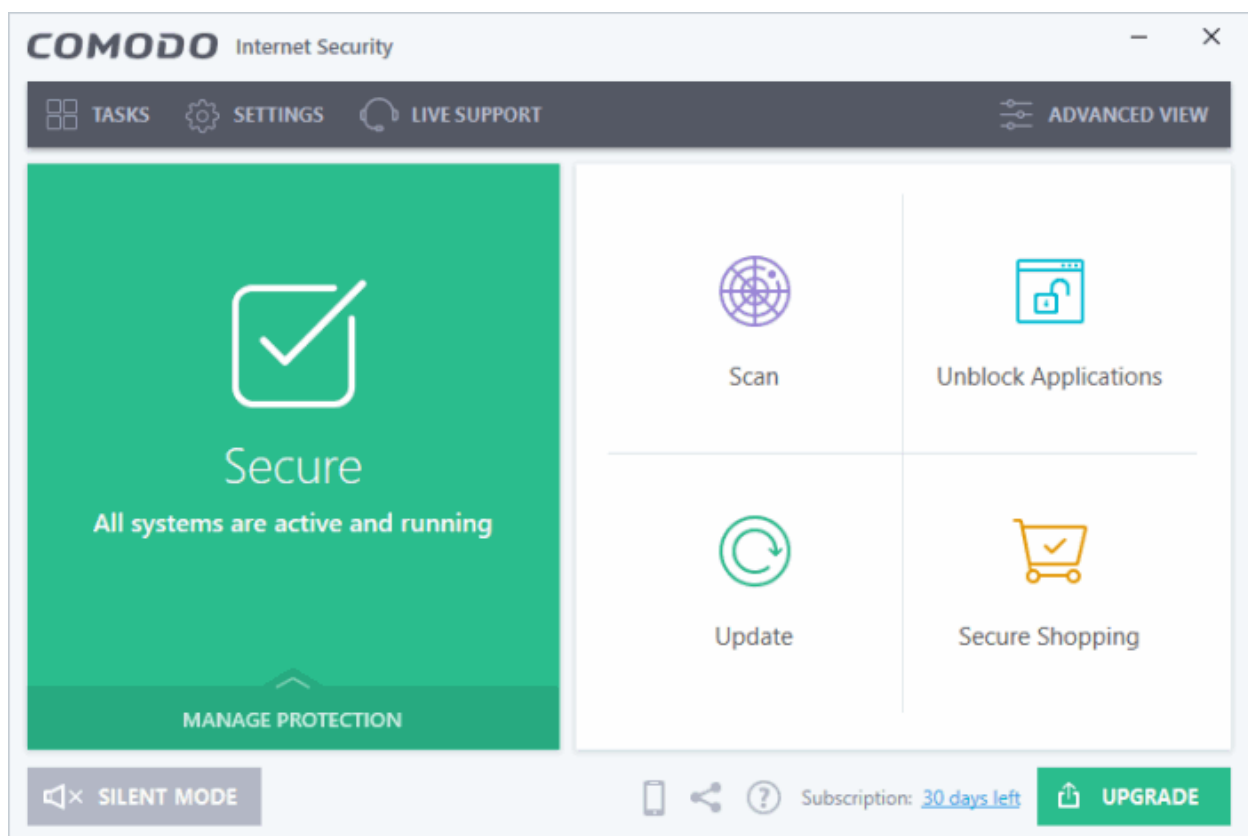 COMODO Internet Security
TASKS SETTINGS LIVE SUPPORT ADVANCED VIEW
Secure
All systems are active and running
MANAGE PROTECTION
Scan
Unblock Applications
Update
Secure Shopping
SILENT MODE
? Subscription: 30 days left UPGRADE